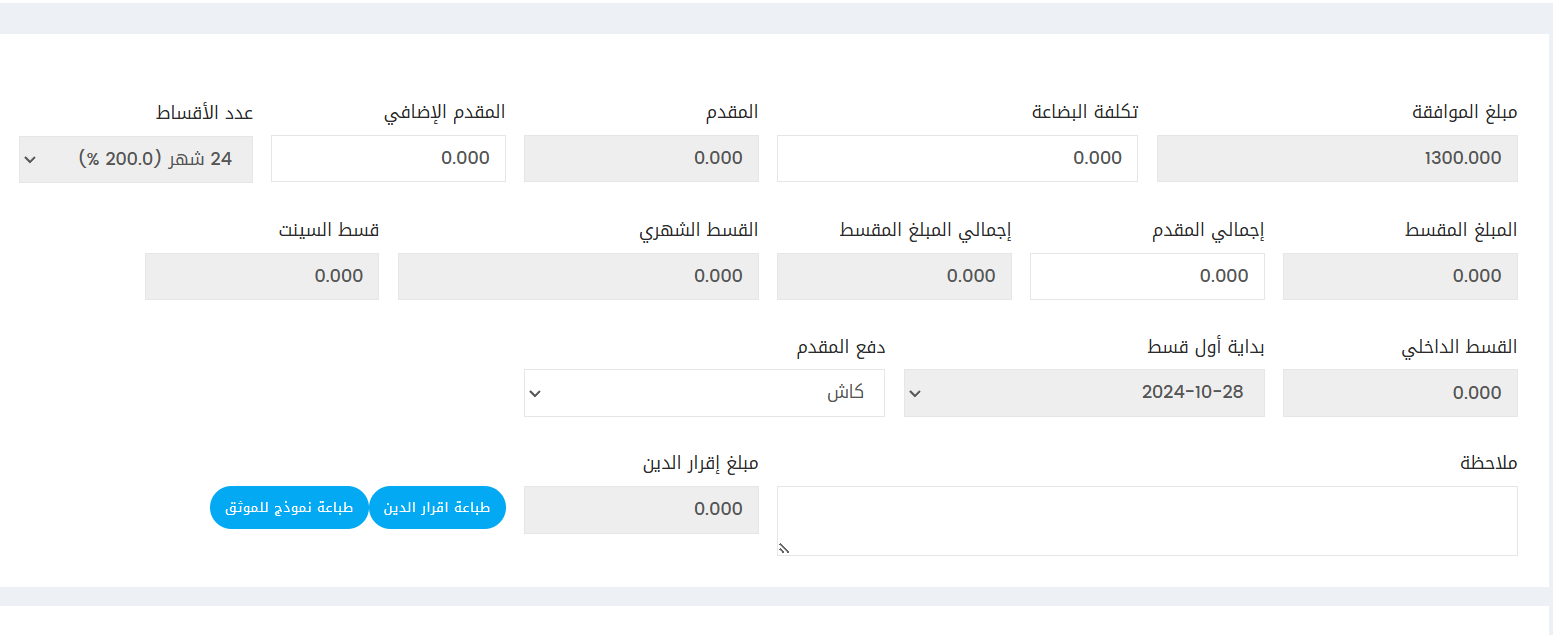 مبلغ الموافقة تكلفة البضاعة المقدم المقدم الإضافي عدد الأقساط
1300.000 0.000 0.000 0.000 24 شهر (200.0 %)
المبلغ المقسط إجمالي المقدم إجمالي المبلغ المقسط القسط الشهري قسط السينت
0.000 0.000 0.000 0.000 0.000
القسط الداخلي بداية أول قسط دفع المقدم
0.000 2024-10-28 كاش
ملاحظة مبلغ إقرار الدين
0.000 طباعة اقرار الدين طباعة نموذج للموثق